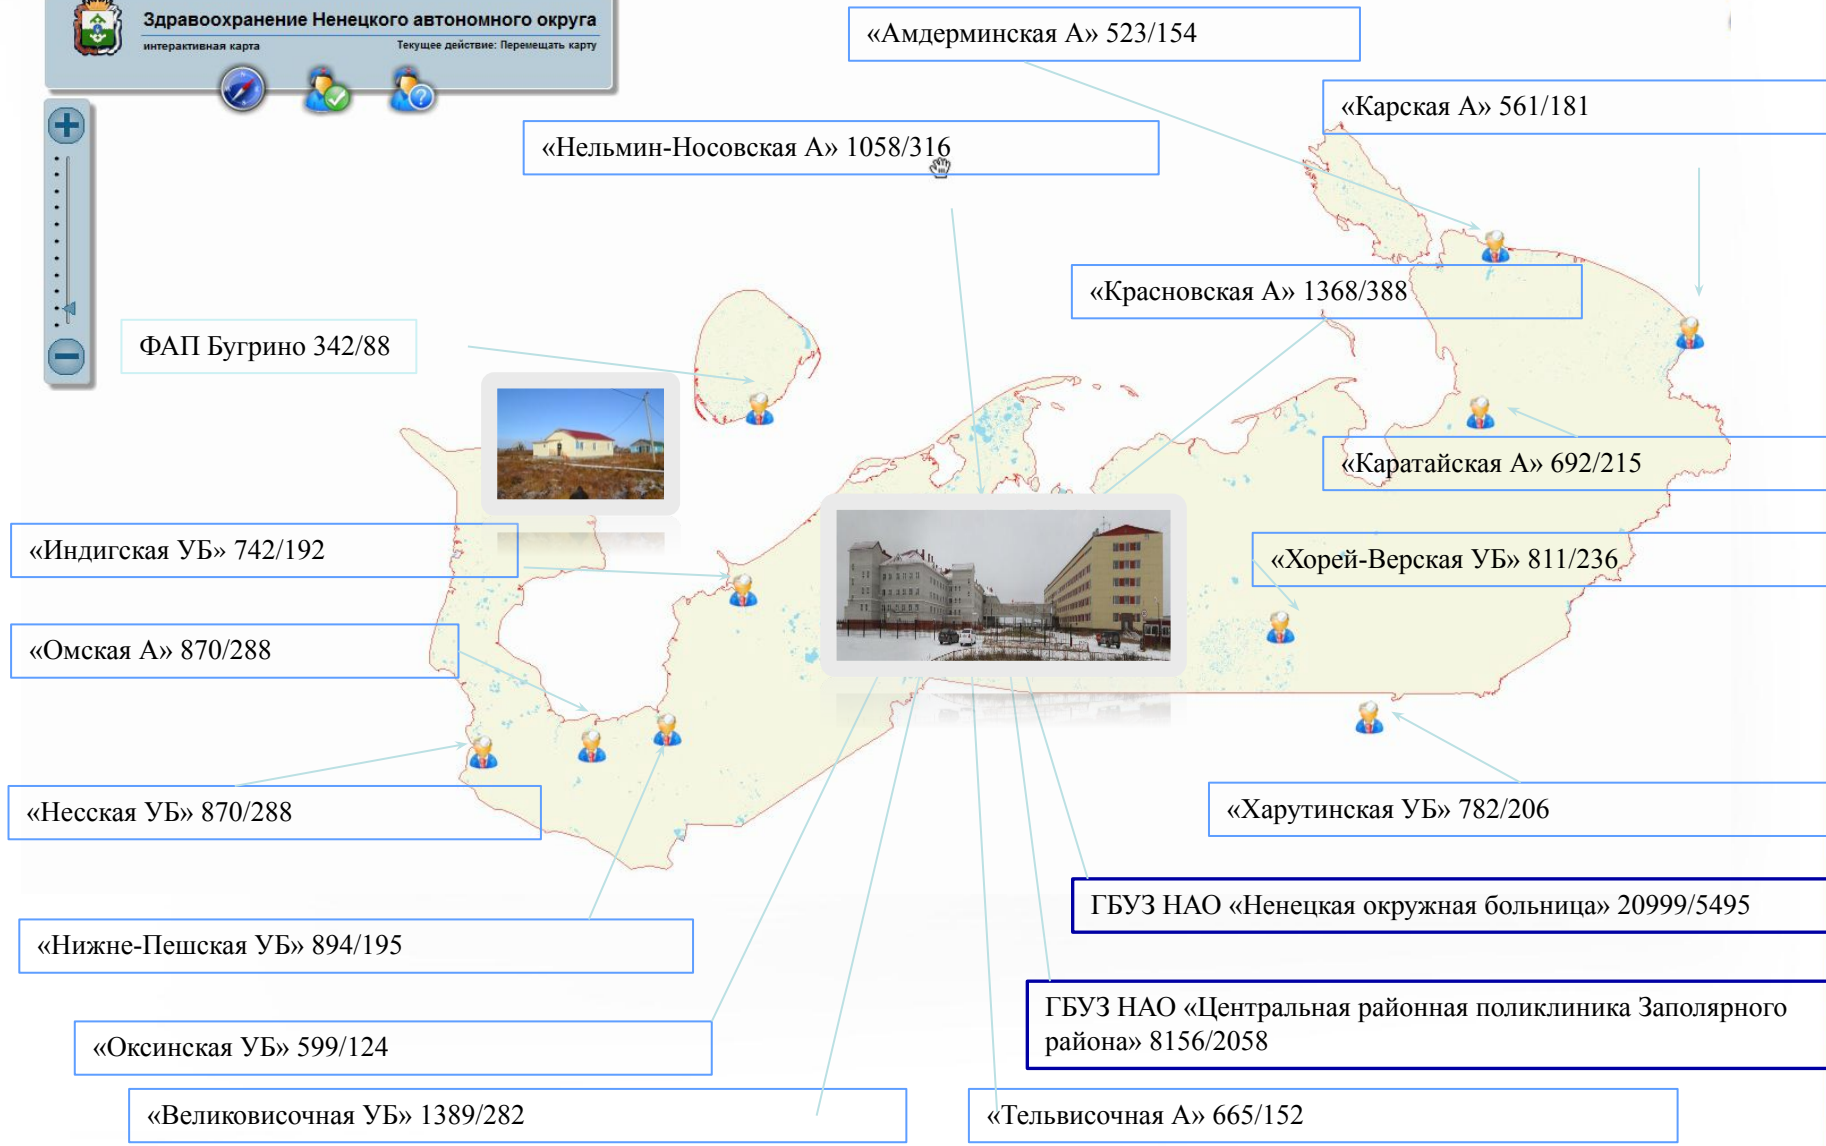 Здравоохранение Ненецкого автономного округа
интерактивная карта
Текущее действие: Перемещать карту
«Амдерминская А» 523/154
«Карская А» 561/181
«Нельмин-Носовская А» 1058/316
«Красновская А» 1368/388
ФАП Бугрино 342/88
«Каратайская А» 692/215
«Индигская УБ» 742/192
«Хорей-Верская УБ» 811/236
«Омская А» 870/288
«Несская УБ» 870/288
«Харутинская УБ» 782/206
ГБУЗ НАО «Ненецкая окружная больница» 20999/5495
«Нижне-Пешская УБ» 894/195
ГБУЗ НАО «Центральная районная поликлиника Заполярного
района» 8156/2058
«Оксинская УБ» 599/124
«Великовисочная УБ» 1389/282
«Тельвисочная А» 665/152